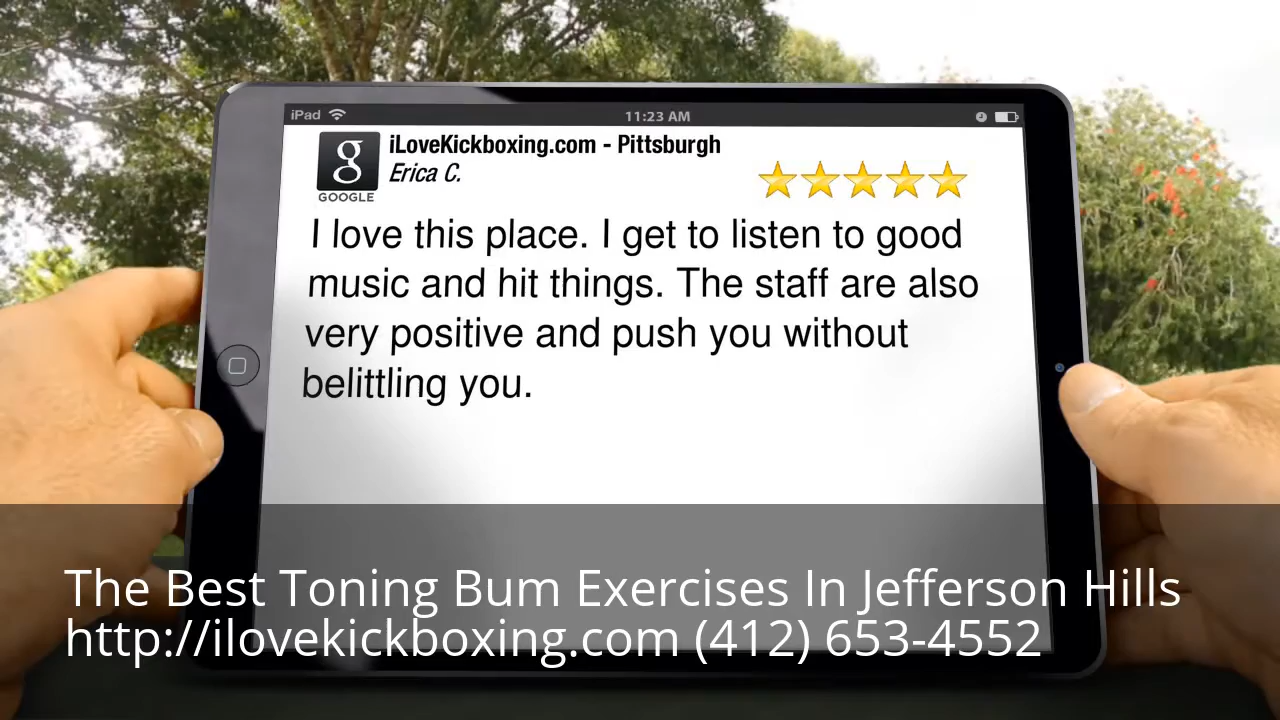 iPad
11:23 AM
g
GOOGLE
iLoveKickboxing.com - Pittsburgh
Erica C.
I love this place. I get to listen to good
music and hit things. The staff are also
very positive and push you without
belittling you.
The Best Toning Bum Exercises In Jefferson Hills
http://ilovekickboxing.com (412) 653-4552